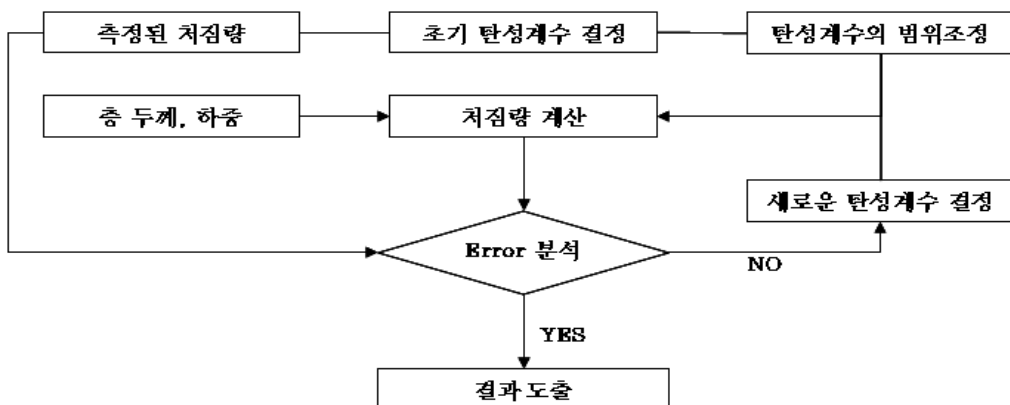 측정된 처짐량
초기 탄성계수 결정
탄성계수의 범위조정
층 두께, 하중
처짐량 계산
새로운 탄성계수 결정
Error 분석
NO
YES
결과 도출